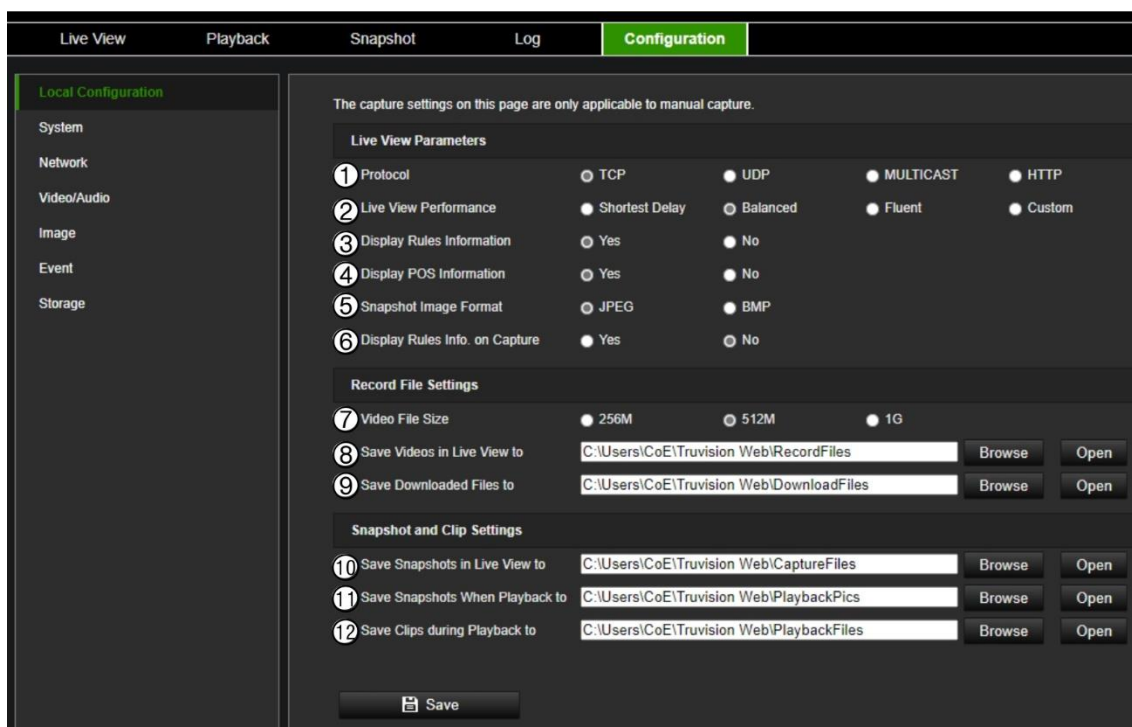 Live View Playback Snapshot Log Configuration
Local Configuration
System
Network
Video/Audio
Image
Event
Storage
The capture settings on this page are only applicable to manual capture.
Live View Parameters
① Protocol TCP UDP MULTICAST HTTP
② Live View Performance Shortest Delay Balanced Fluent Custom
③ Display Rules Information Yes No
④ Display POS Information Yes No
⑤ Snapshot Image Format JPEG BMP
⑥ Display Rules Info. on Capture Yes No
Record File Settings
⑦ Video File Size 256M 512M 1G
⑧ Save Videos in Live View to C:\Users\CoE\Truvision Web\RecordFiles Browse Open
⑨ Save Downloaded Files to C:\Users\CoE\Truvision Web\DownloadFiles Browse Open
Snapshot and Clip Settings
⑩ Save Snapshots in Live View to C:\Users\CoE\Truvision Web\CaptureFiles Browse Open
⑪ Save Snapshots When Playback to C:\Users\CoE\Truvision Web\PlaybackPics Browse Open
⑫ Save Clips during Playback to C:\Users\CoE\Truvision Web\PlaybackFiles Browse Open
Save